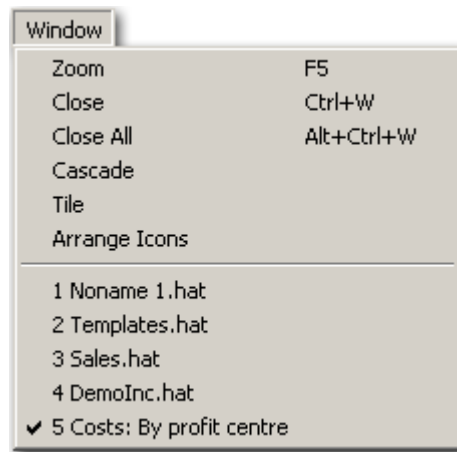 Window
Zoom F5
Close Ctrl+W
Close All Alt+Ctrl+W
Cascade
Tile
Arrange Icons
1 Noname 1.hat
2 Templates.hat
3 Sales.hat
4 DemoInc.hat
✔ 5 Costs: By profit centre